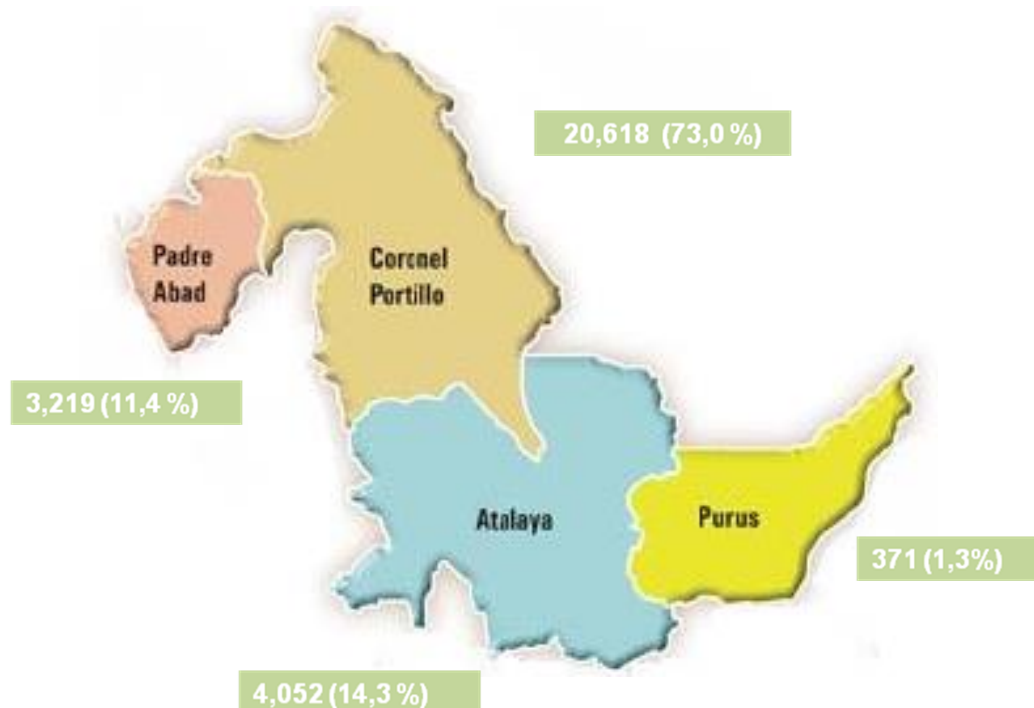 20,618 (73,0 %)
Padre
Abad
Coronel
Portillo
3,219 (11,4 %)
Atalaya
Purus
371 (1,3%)
4,052 (14,3 %)